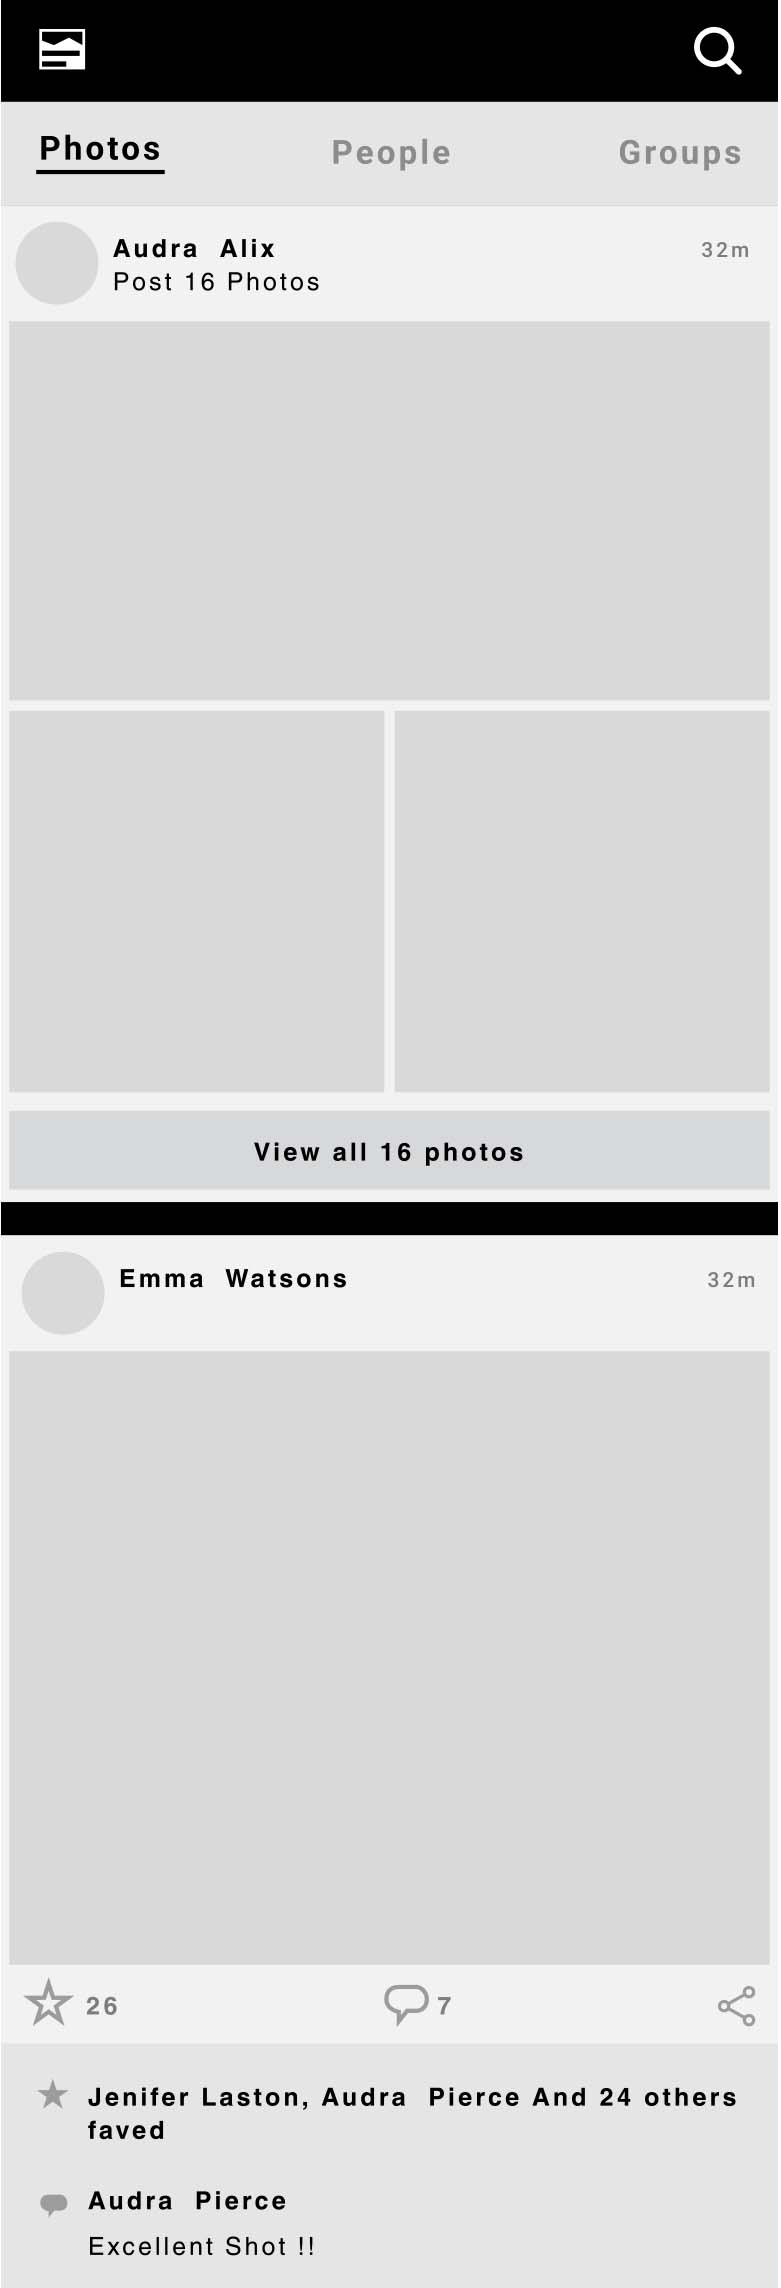 Photos People Groups
Audra Alix 32m
Post 16 Photos
View all 16 photos
Emma Watsons 32m
26 7
Jenifer Laston, Audra Pierce And 24 others
faved
Audra Pierce
Excellent Shot !!